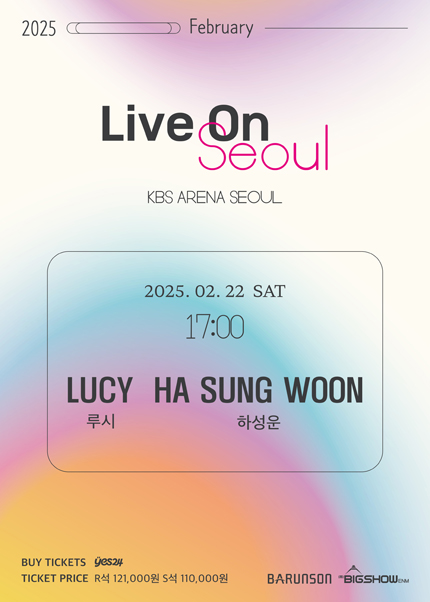 2025 February
Live On
Seoul
KBS ARENA SEOUL
2025. 02. 22 SAT
17:00
LUCY HA SUNG WOON
루시 하성운
BUY TICKETS yes24
TICKET PRICE R석 121,000원 S석 110,000원
BARUNSON BIGSHOW ENM